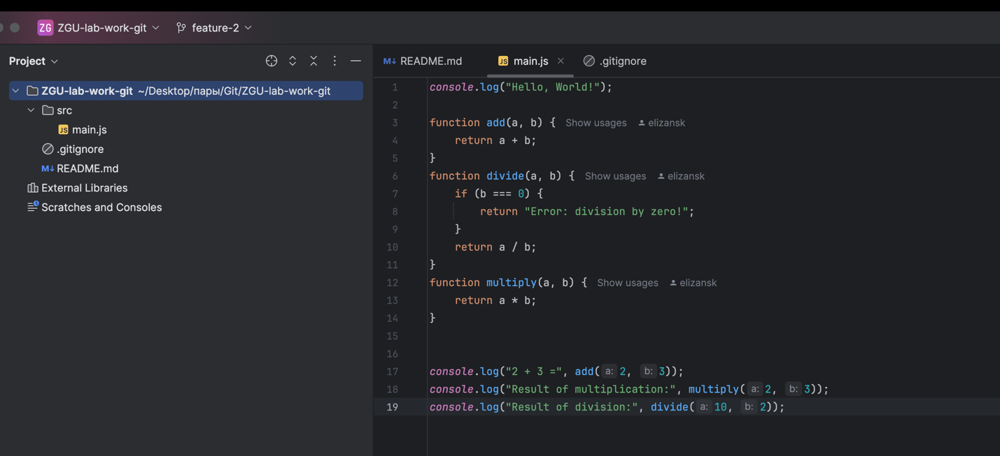 ZG ZGU-lab-work-git feature-2
Project
README.md main.js .gitignore
ZGU-lab-work-git ~/Desktop/пары/Git/ZGU-lab-work-git
src
JS main.js
.gitignore
M↓ README.md
External Libraries
Scratches and Consoles
1 console.log("Hello, World!");
2
3 function add(a, b) { Show usages elizansk
4 return a + b;
5 }
6 function divide(a, b) { Show usages elizansk
7 if (b === 0) {
8 return "Error: division by zero!";
9 }
10 return a / b;
11 }
12 function multiply(a, b) { Show usages elizansk
13 return a * b;
14 }
15
16
17 console.log("2 + 3 =", add( a: 2, b: 3));
18 console.log("Result of multiplication:", multiply( a: 2, b: 3));
19 console.log("Result of division:", divide( a: 10, b: 2));